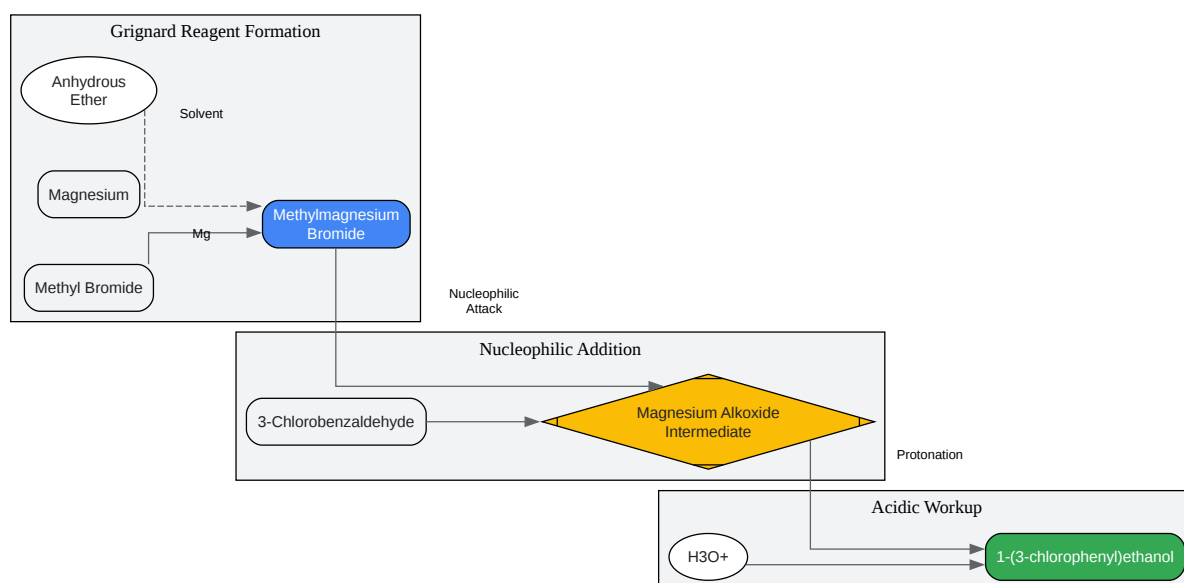 Grignard Reagent Formation
Anhydrous
Ether
Solvent
Magnesium
Methylmagnesium
Bromide
Mg
Methyl Bromide
Nucleophilic
Attack
Nucleophilic Addition
3-Chlorobenzaldehyde
Magnesium Alkoxide
Intermediate
Protonation
Acidic Workup
H3O+
1-(3-chlorophenyl)ethanol